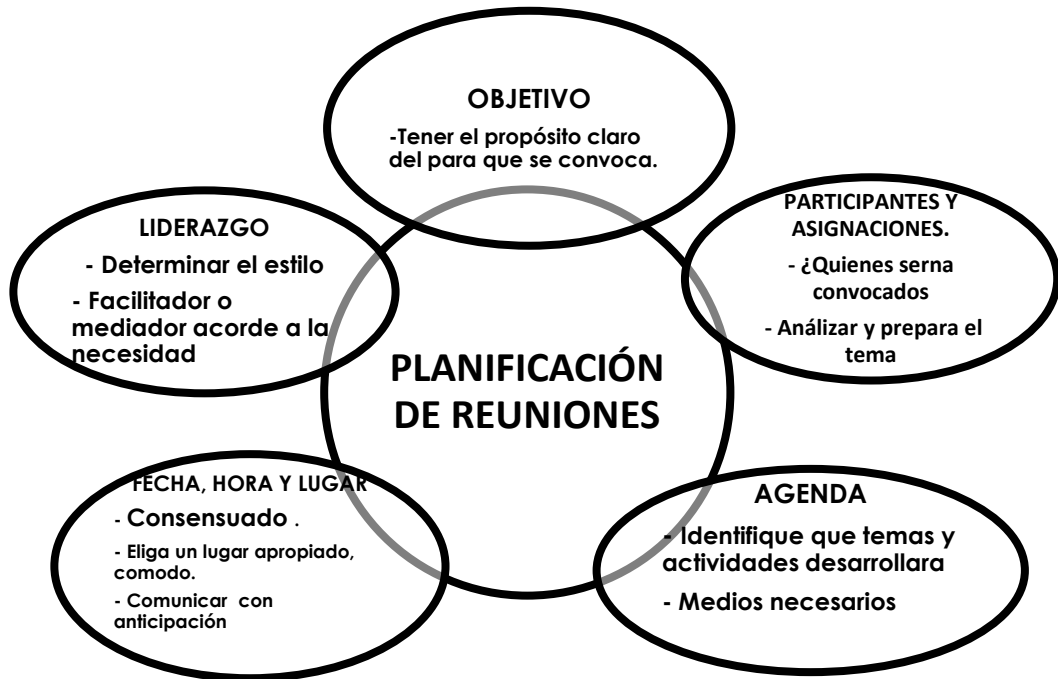 OBJETIVO
-Tener el propósito claro
del para que se convoca.
PARTICIPANTES Y
ASIGNACIONES.
- ¿Quienes serna
convocados
- Análizar y prepara el
tema
AGENDA
- Identifique que temas y
actividades desarrollara
- Medios necesarios
FECHA, HORA Y LUGAR
- Consensuado .
- Eliga un lugar apropiado,
comodo.
- Comunicar con
anticipación
LIDERAZGO
- Determinar el estilo
- Facilitador o
mediador acorde a la
necesidad
PLANIFICACIÓN
DE REUNIONES